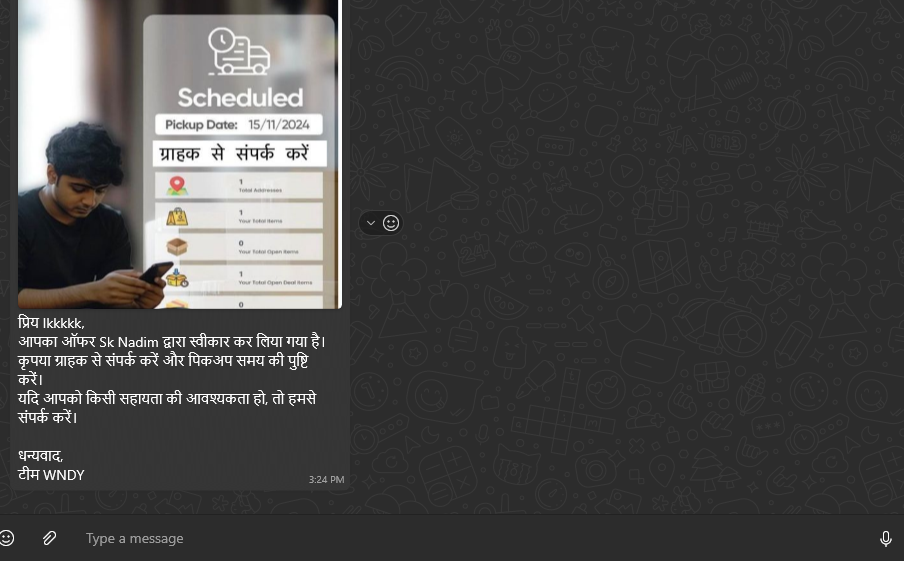 Scheduled
Pickup Date: 15/11/2024
ग्राहक से संपर्क करें
1
Total Addresses
1
Your Total Items
0
Your Total Open Items
1
Your Total Open Deal Items
0
प्रिय Ikkkkk,
आपका ऑफर Sk Nadim द्वारा स्वीकार कर लिया गया है।
कृपया ग्राहक से संपर्क करें और पिकअप समय की पुष्टि
करें।
यदि आपको किसी सहायता की आवश्यकता हो, तो हमसे
संपर्क करें।
धन्यवाद,
टीम WNDY
3:24 PM
Type a message